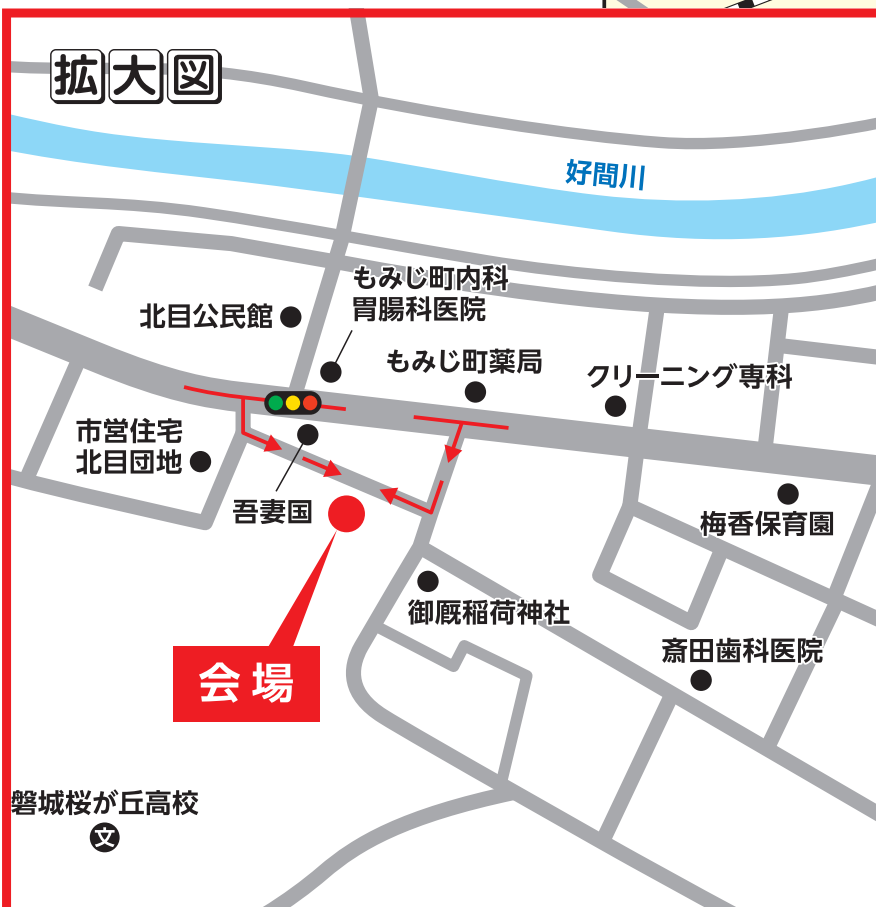 拡大図
好間川
もみじ町内科
胃腸科医院
北目公民館
もみじ町薬局
クリーニング専科
市営住宅
北目団地
吾妻国
梅香保育園
御厩稲荷神社
斎田歯科医院
会場
磐城桜が丘高校
文